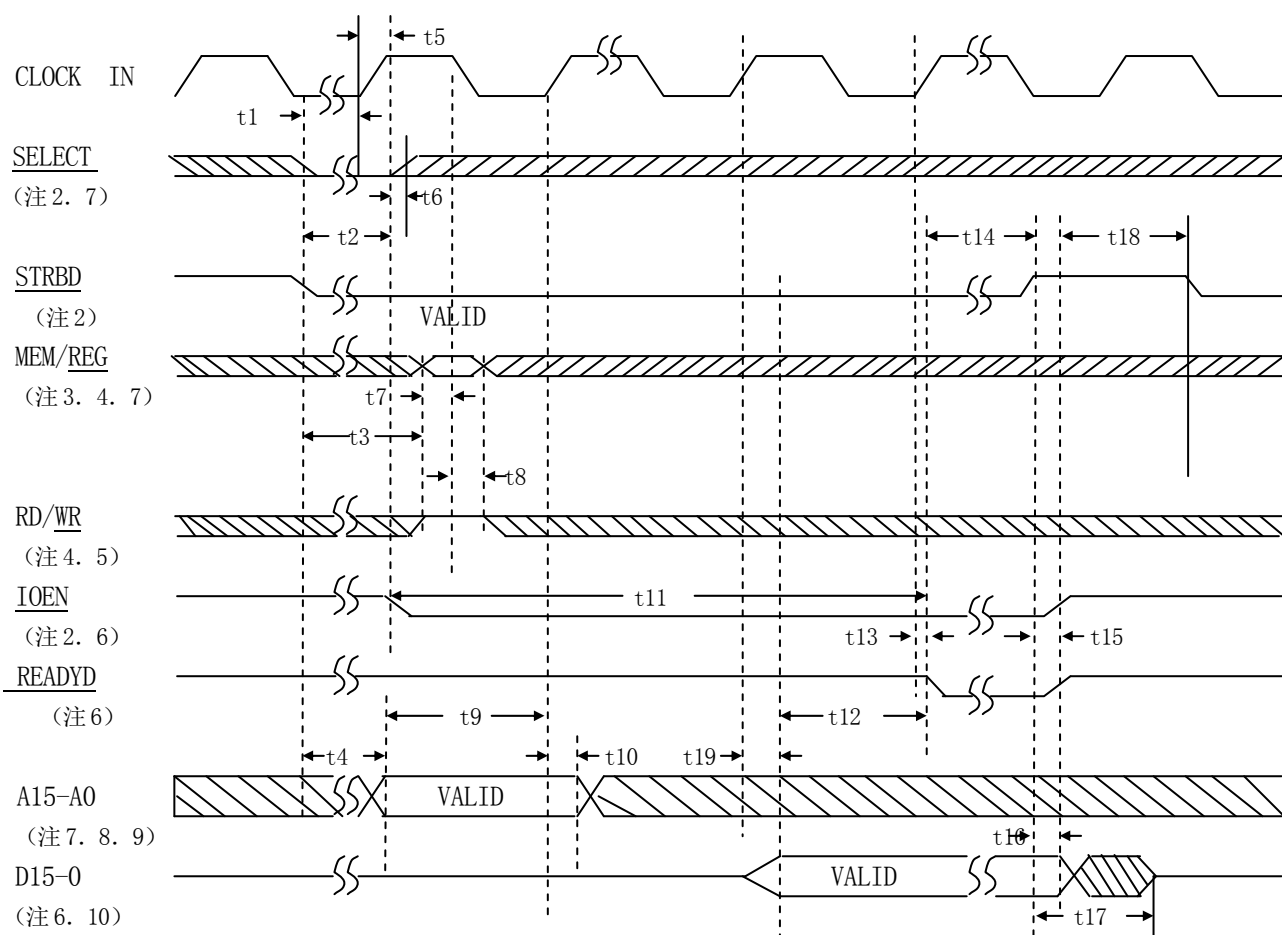 t5
CLOCK IN
t1
SELECT
(注2. 7)
t6
t2
t14
t18
STRBD
(注2)
VALID
MEM/REG
(注3. 4. 7)
t7
t3
t8
RD/WR
(注4. 5)
IOEN
(注2. 6)
t11
t13
t15
READYD
(注6)
t9
t12
t4
t10
t19
A15-A0
VALID
(注7. 8. 9)
t16
D15-0
VALID
(注6. 10)
t17